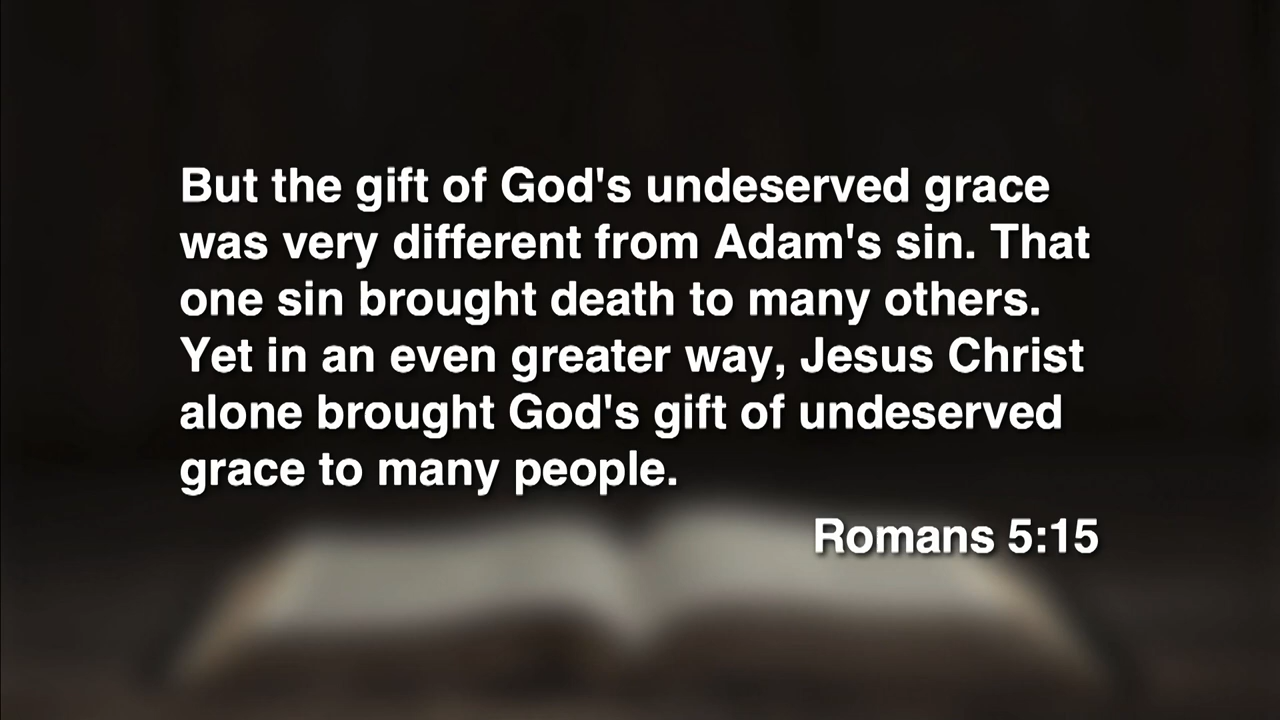 But the gift of God's undeserved grace
was very different from Adam's sin. That
one sin brought death to many others.
Yet in an even greater way, Jesus Christ
alone brought God's gift of undeserved
grace to many people.
Romans 5:15